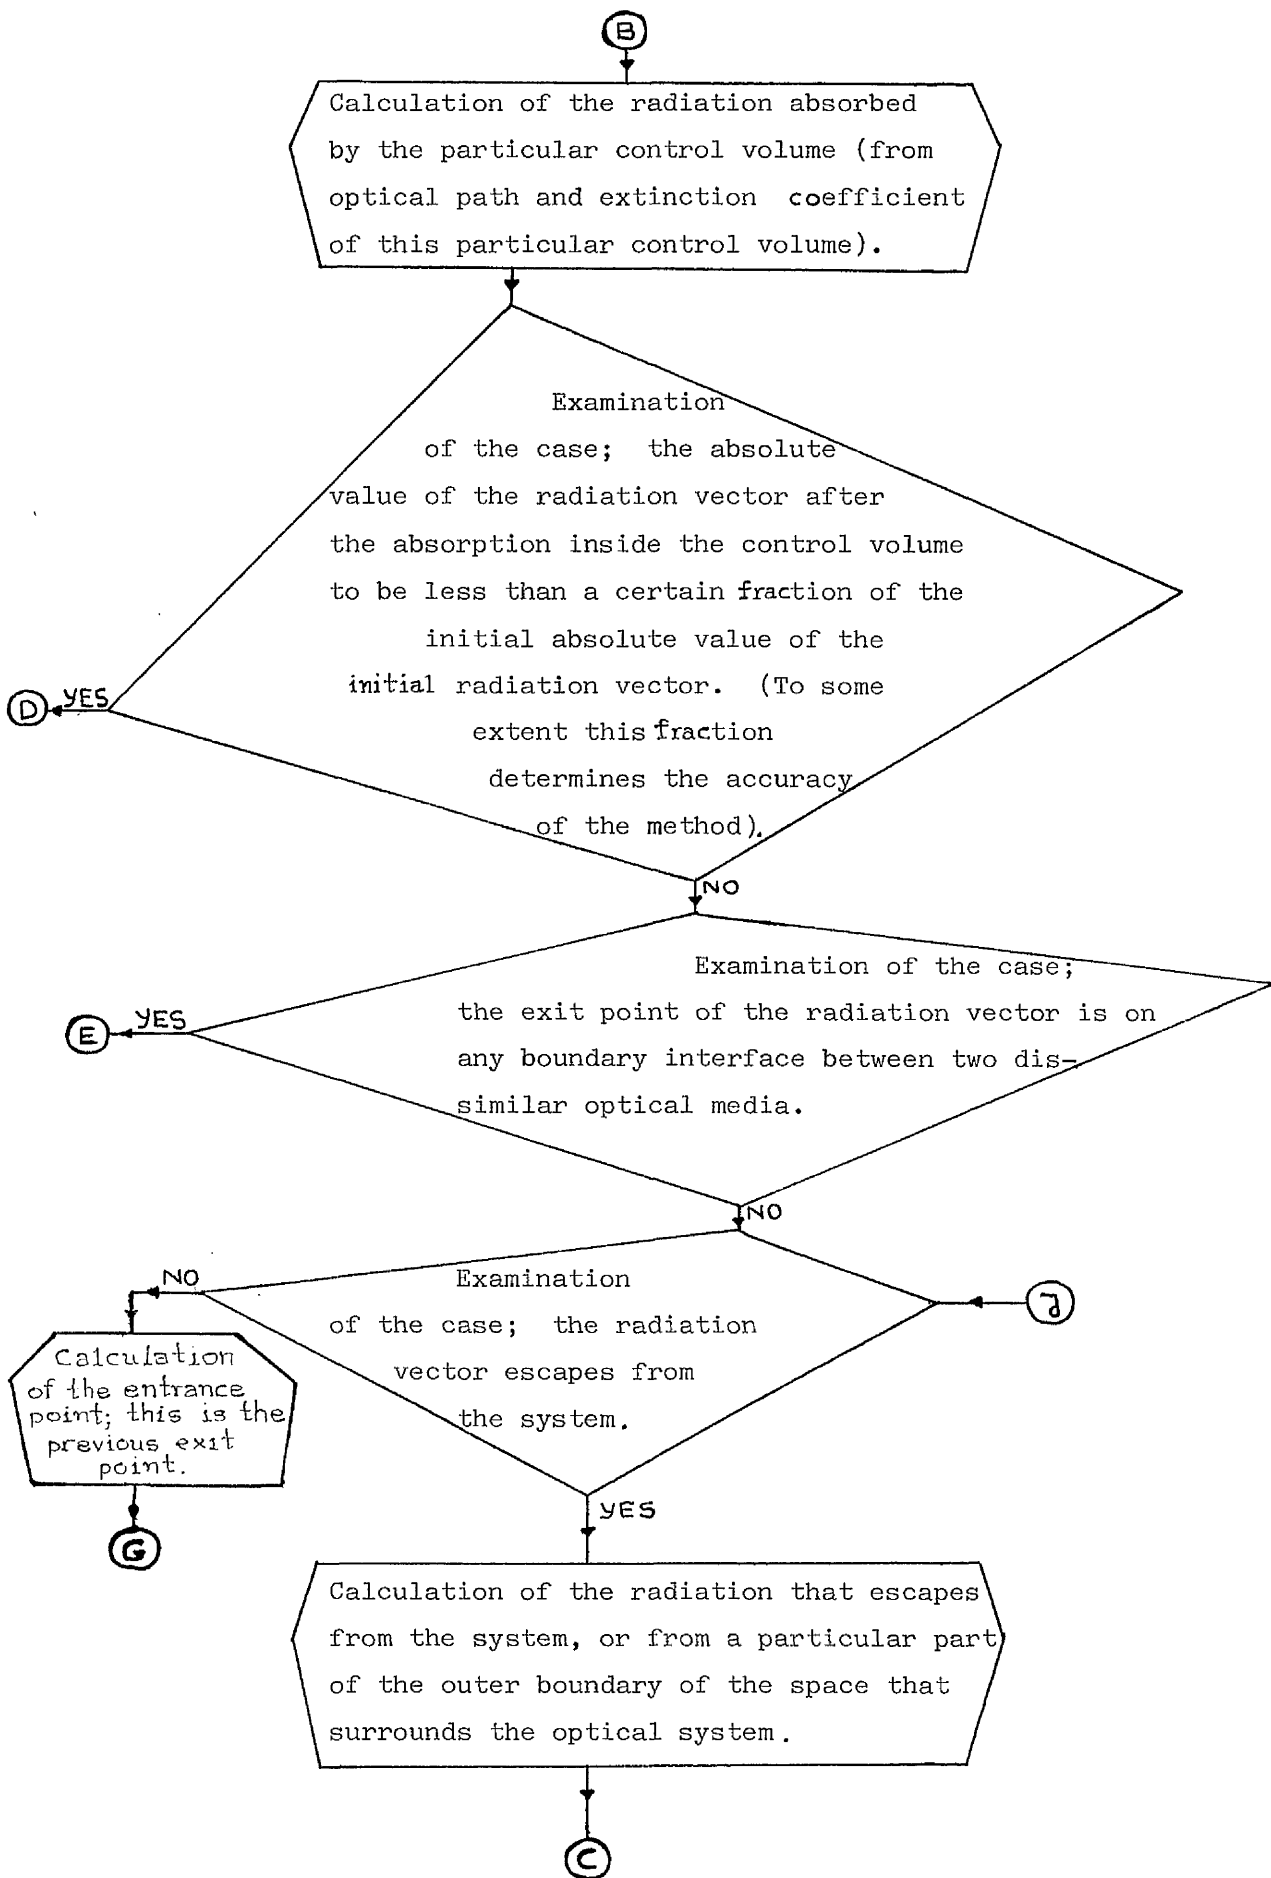 B
Calculation of the radiation absorbed
by the particular control volume (from
optical path and extinction coefficient
of this particular control volume).
Examination
of the case; the absolute
value of the radiation vector after
the absorption inside the control volume
to be less than a certain fraction of the
initial absolute value of the
initial radiation vector. (To some
extent this fraction
determines the accuracy
of the method).
YES
D
NO
Examination of the case;
the exit point of the radiation vector is on
any boundary interface between two dis-
similar optical media.
YES
E
NO
Examination
of the case; the radiation
vector escapes from
the system.
NO
Calculation
of the entrance
point; this is the
previous exit
point.
G
YES
Calculation of the radiation that escapes
from the system, or from a particular part
of the outer boundary of the space that
surrounds the optical system.
C